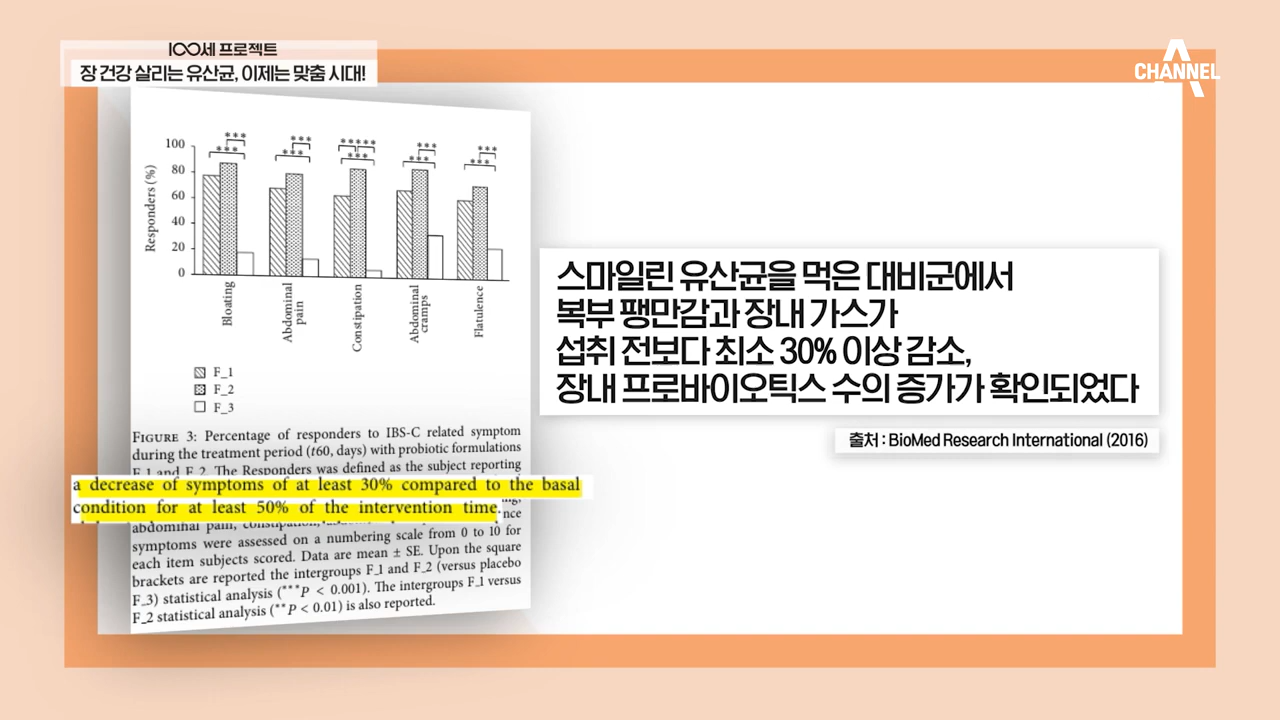 100세 프로젝트
장 건강 살리는 유산균, 이제는 맞춤 시대!
CHANNEL A
100
80
60
40
20
0
Responders (%)
*** ***
*** ***
***** ***
*** ***
*** ***
Bloating
Abdominal pain
Constipation
Abdominal cramps
Flatulence
F_1
F_2
F_3
FIGURE 3: Percentage of responders to IBS-C related symptom
during the treatment period (t60, days) with probiotic formulations
F_1 and F_2. The Responders was defined as the subject reporting
a decrease of symptoms of at least 30% compared to the basal
condition for at least 50% of the intervention time.
abdominal pain, constipation,
symptoms were assessed on a numbering scale from 0 to 10 for
each item subjects scored. Data are mean ± SE. Upon the square
brackets are reported the intergroups F_1 and F_2 (versus placebo
F_3) statistical analysis (***P < 0.001). The intergroups F_1 versus
F_2 statistical analysis (**P < 0.01) is also reported.
스마일린 유산균을 먹은 대비군에서
복부 팽만감과 장내 가스가
섭취 전보다 최소 30% 이상 감소,
장내 프로바이오틱스 수의 증가가 확인되었다
출처 : BioMed Research International (2016)